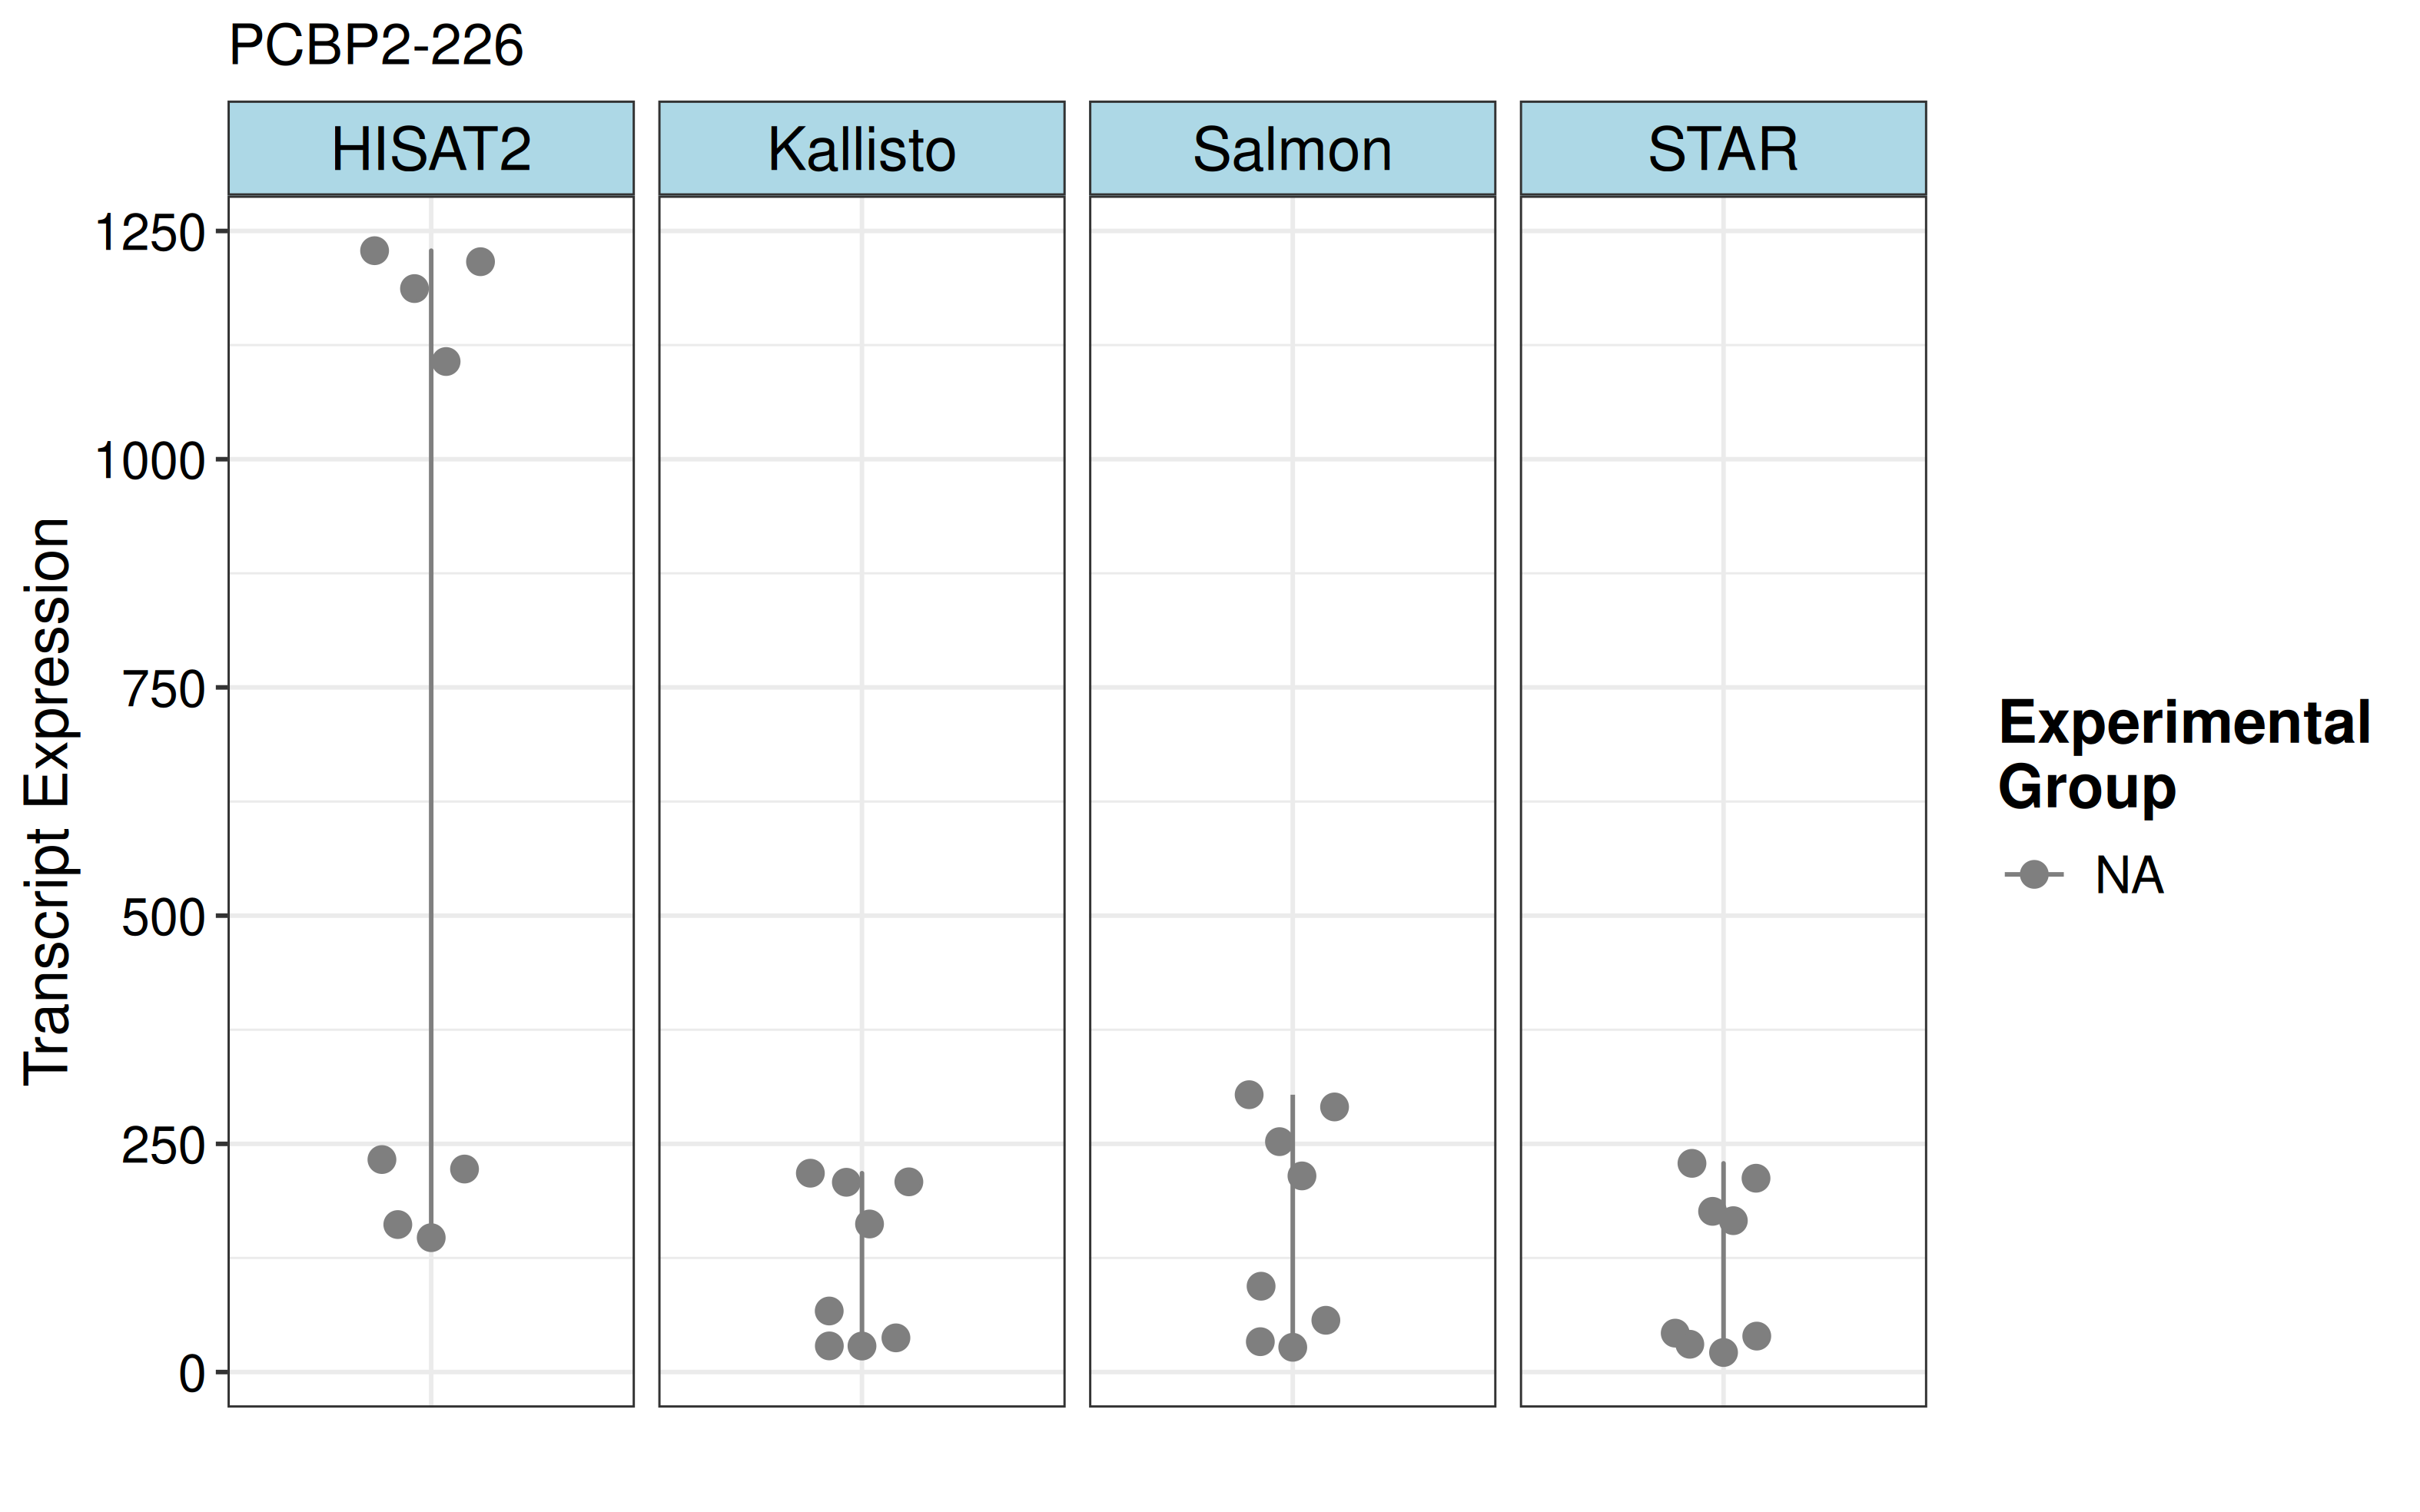 PCBP2-226
HISAT2
Kallisto
Salmon
STAR
Transcript Expression
1250
1000
750
500
250
0
Experimental
Group
NA